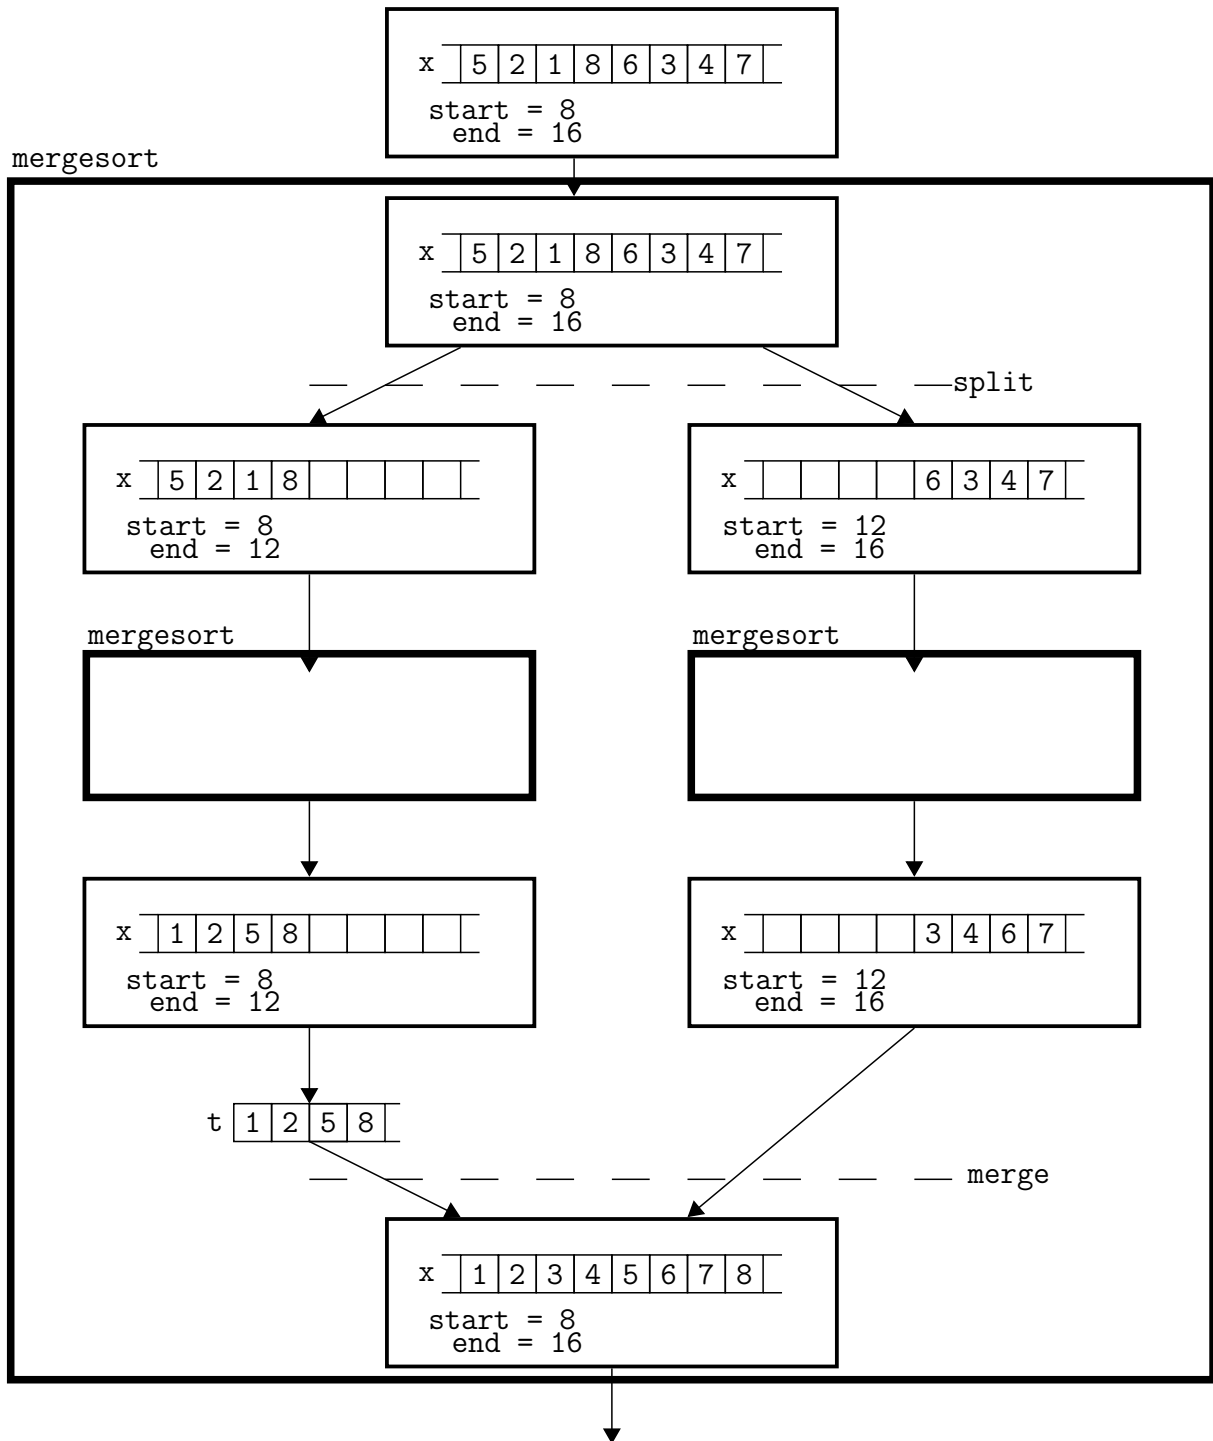 x 5 2 1 8 6 3 4 7
start = 8
end = 16
mergesort
x 5 2 1 8 6 3 4 7
start = 8
end = 16
split
x 5 2 1 8
start = 8
end = 12
x 6 3 4 7
start = 12
end = 16
mergesort
mergesort
x 1 2 5 8
start = 8
end = 12
x 3 4 6 7
start = 12
end = 16
t 1 2 5 8
merge
x 1 2 3 4 5 6 7 8
start = 8
end = 16